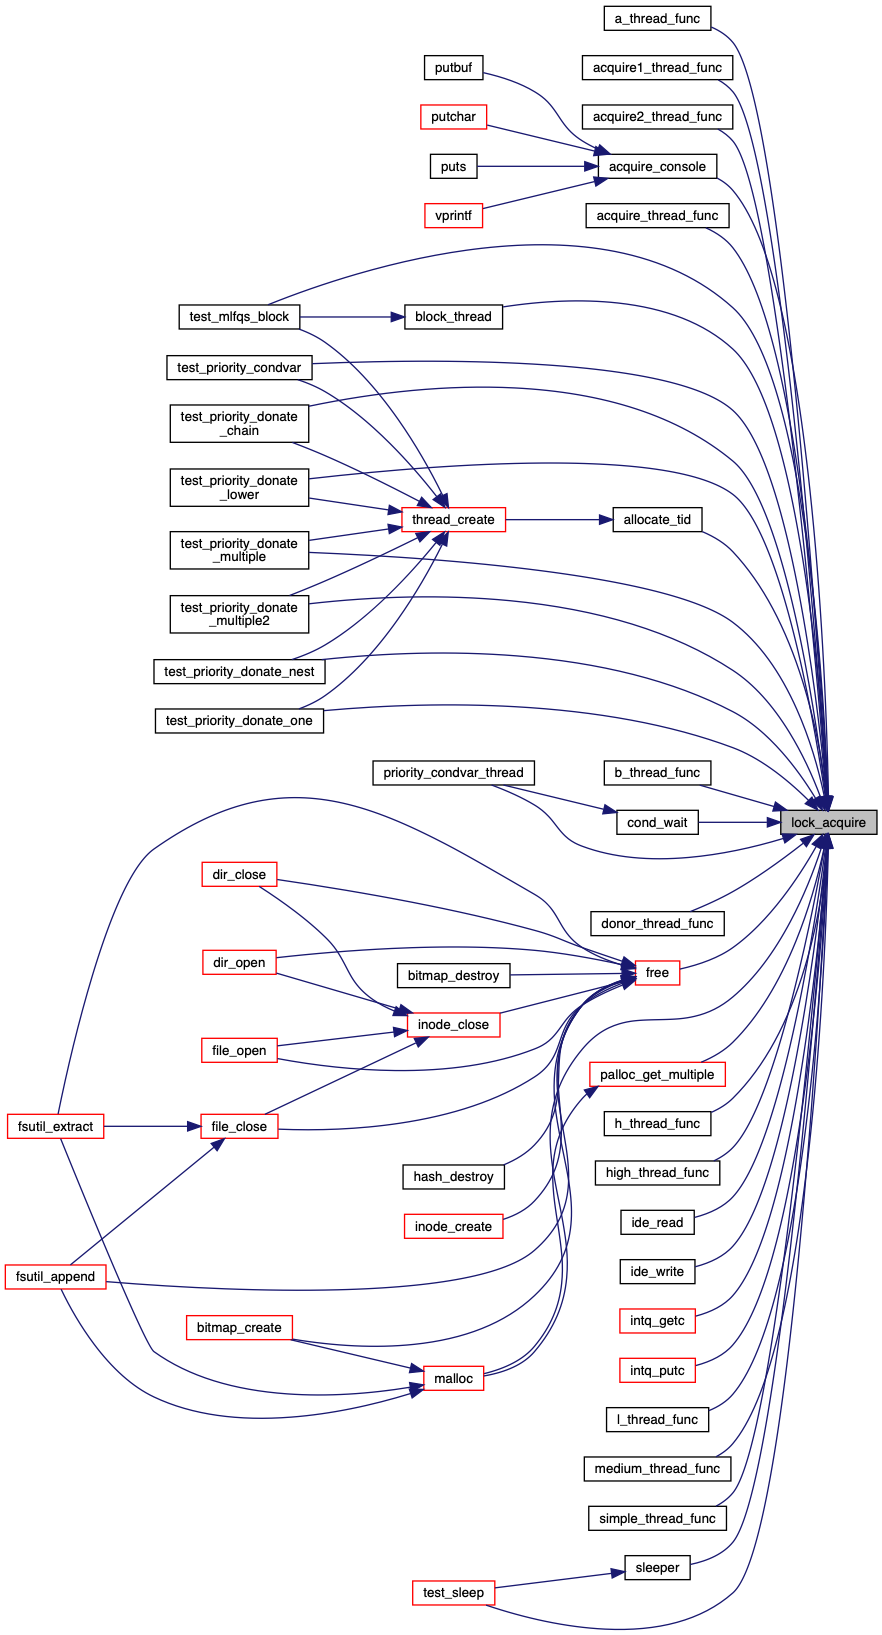 a_thread_func
putbuf
acquire1_thread_func
putchar
acquire2_thread_func
puts
acquire_console
vprintf
acquire_thread_func
test_mlfqs_block
block_thread
test_priority_condvar
test_priority_donate
_chain
test_priority_donate
_lower
thread_create
allocate_tid
test_priority_donate
_multiple
test_priority_donate
_multiple2
test_priority_donate_nest
test_priority_donate_one
priority_condvar_thread
b_thread_func
cond_wait
lock_acquire
dir_close
donor_thread_func
dir_open
bitmap_destroy
free
inode_close
file_open
palloc_get_multiple
fsutil_extract
file_close
h_thread_func
hash_destroy
high_thread_func
inode_create
ide_read
fsutil_append
ide_write
bitmap_create
intq_getc
malloc
intq_putc
l_thread_func
medium_thread_func
simple_thread_func
sleeper
test_sleep